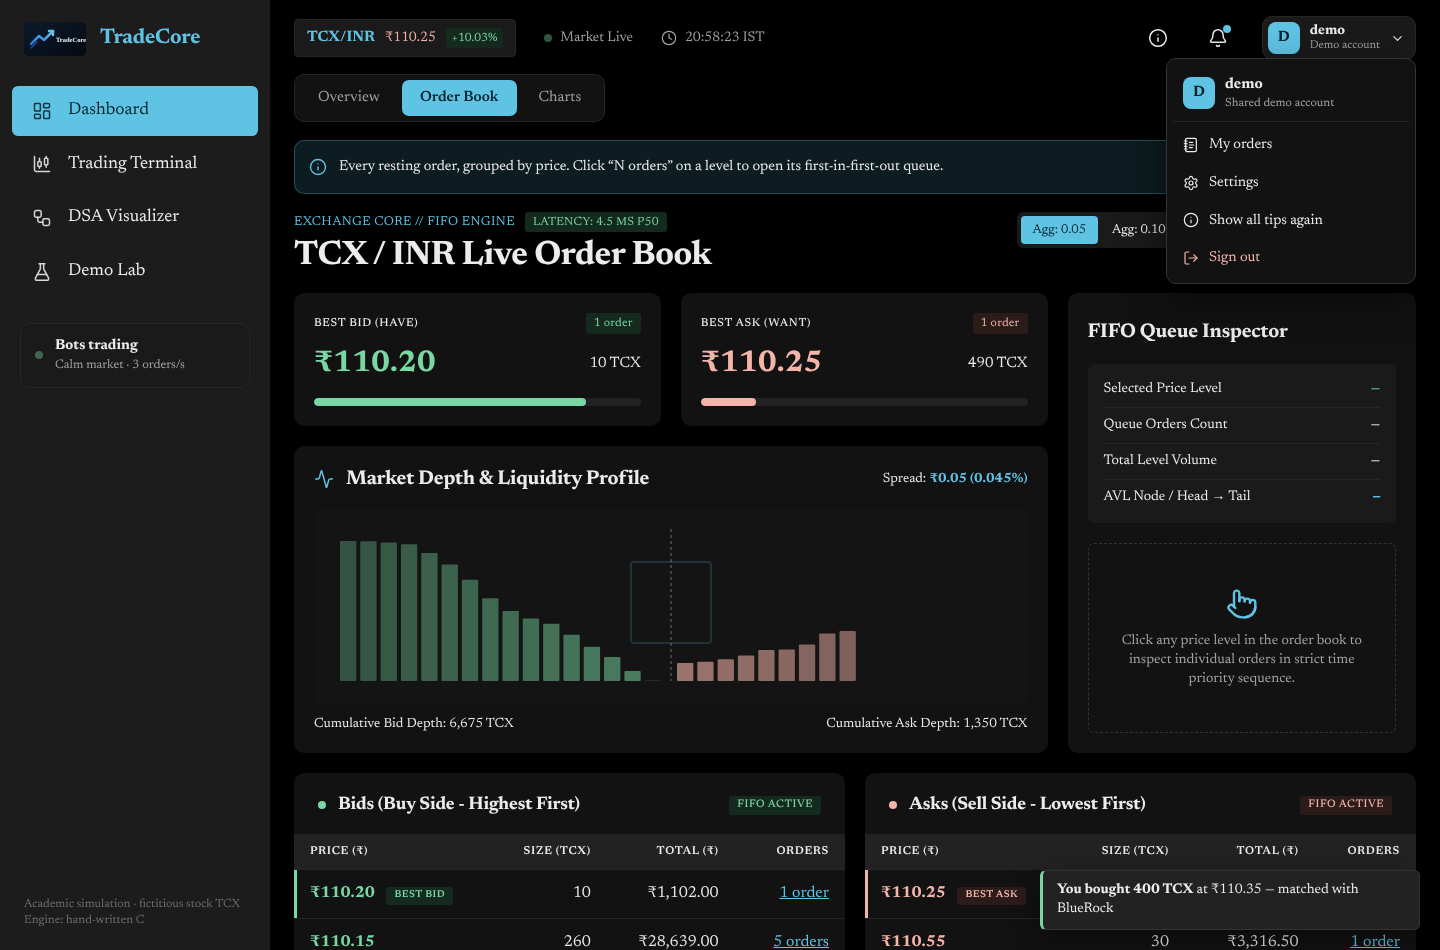 TradeCore
TradeCore
Dashboard
Trading Terminal
DSA Visualizer
Demo Lab
Bots trading
Calm market · 3 orders/s
Academic simulation · fictitious stock TCX
Engine: hand-written C
TCX/INR ₹110.25 +10.03%
Market Live
20:58:23 IST
D
demo
Demo account
Overview
Order Book
Charts
D
demo
Shared demo account
My orders
Settings
Show all tips again
Sign out
Every resting order, grouped by price. Click “N orders” on a level to open its first-in-first-out queue.
EXCHANGE CORE // FIFO ENGINE
LATENCY: 4.5 MS P50
TCX / INR Live Order Book
Agg: 0.05
Agg: 0.10
BEST BID (HAVE)
1 order
₹110.20
10 TCX
BEST ASK (WANT)
1 order
₹110.25
490 TCX
Market Depth & Liquidity Profile
Spread: ₹0.05 (0.045%)
Cumulative Bid Depth: 6,675 TCX
Cumulative Ask Depth: 1,350 TCX
FIFO Queue Inspector
Selected Price Level –
Queue Orders Count –
Total Level Volume –
AVL Node / Head → Tail –
Click any price level in the order book to
inspect individual orders in strict time
priority sequence.
Bids (Buy Side - Highest First)
FIFO ACTIVE
PRICE (₹) SIZE (TCX) TOTAL (₹) ORDERS
₹110.20 BEST BID 10 ₹1,102.00 1 order
₹110.15 260 ₹28,639.00 5 orders
Asks (Sell Side - Lowest First)
FIFO ACTIVE
PRICE (₹) SIZE (TCX) TOTAL (₹) ORDERS
₹110.25 BEST ASK
₹110.55 30 ₹3,316.50 1 order
You bought 400 TCX at ₹110.35 — matched with
BlueRock